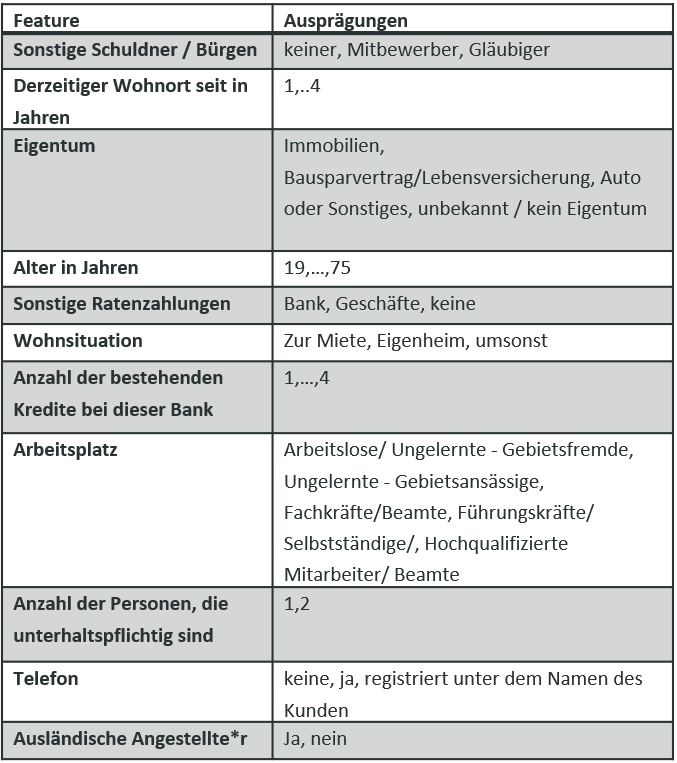 Feature Ausprägungen
Sonstige Schuldner / Bürgen keiner, Mitbewerber, Gläubiger
Derzeitiger Wohnort seit in
Jahren
1,..4
Eigentum
Immobilien,
Bausparvertrag/Lebensversicherung, Auto
oder Sonstiges, unbekannt / kein Eigentum
Alter in Jahren 19,...,75
Sonstige Ratenzahlungen Bank, Geschäfte, keine
Wohnsituation Zur Miete, Eigenheim, umsonst
Anzahl der bestehenden
Kredite bei dieser Bank
1,...,4
Arbeitsplatz
Arbeitslose/ Ungelernte - Gebietsfremde,
Ungelernte - Gebietsansässige,
Fachkräfte/Beamte, Führungskräfte/
Selbstständige/, Hochqualifizierte
Mitarbeiter/ Beamte
Anzahl der Personen, die
unterhaltspflichtig sind
1,2
Telefon
keine, ja, registriert unter dem Namen des
Kunden
Ausländische Angestellte*r Ja, nein